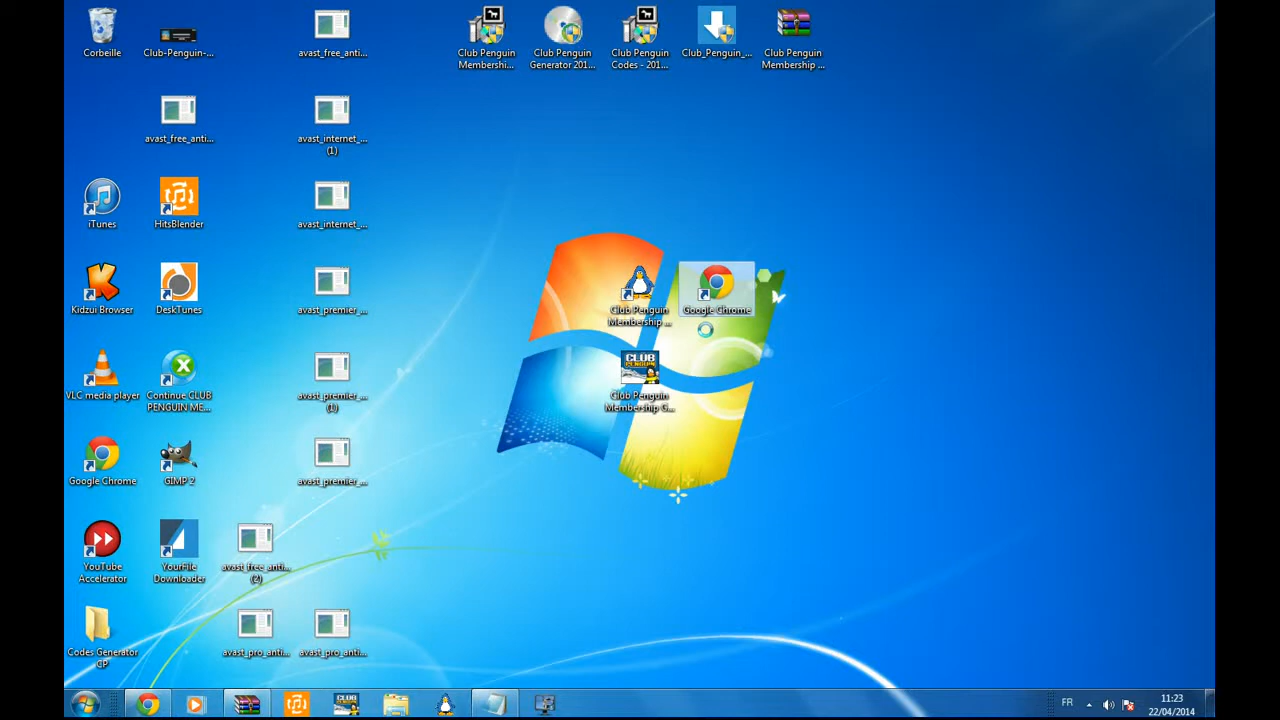 Corbeille
Club-Penguin-...
avast_free_anti...
Club Penguin
Membershi...
Club Penguin
Generator 201...
Club Penguin
Codes - 201...
Club_Penguin_...
Club Penguin
Membership ...
avast_free_anti...
avast_internet_...
(1)
iTunes
HitsBlender
avast_internet_...
Kidzui Browser
DeskTunes
avast_premier_...
Club Penguin
Membership ...
Google Chrome
VLC media player
Continue CLUB
PENGUIN ME...
avast_premier_...
(1)
CLUB
PENGUIN
Club Penguin
Membership G...
Google Chrome
GIMP 2
avast_premier_...
YouTube
Accelerator
YourFile
Downloader
avast_free_anti...
(2)
Codes Generator
CP
avast_pro_anti...
avast_pro_anti...
CLUB
FR
11:23
22/04/2014